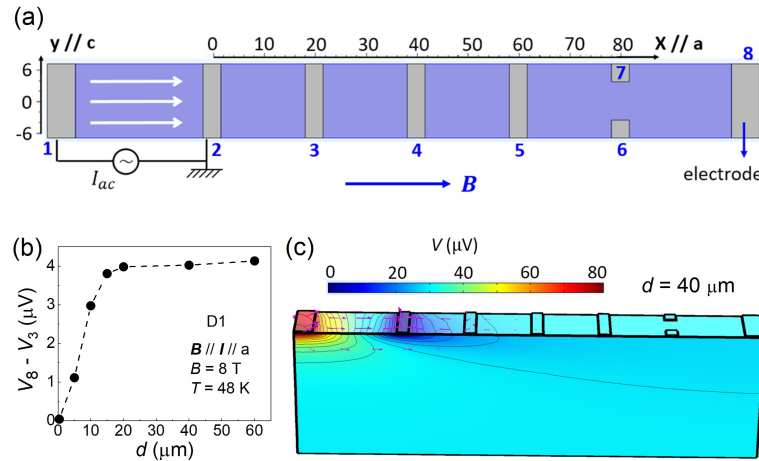 (a)
y // c
0 10 20 30 40 50 60 70 80 X // a
8
6
0
-6
7
1 2 3 4 5 6
I_ac
B
electrode
(b)
V₈ - V₃ (μV)
4
3
2
1
0
D1
B // I // a
B = 8 T
T = 48 K
0 10 20 30 40 50 60
d (μm)
(c)
V (μV)
0 20 40 60 80
d = 40 μm